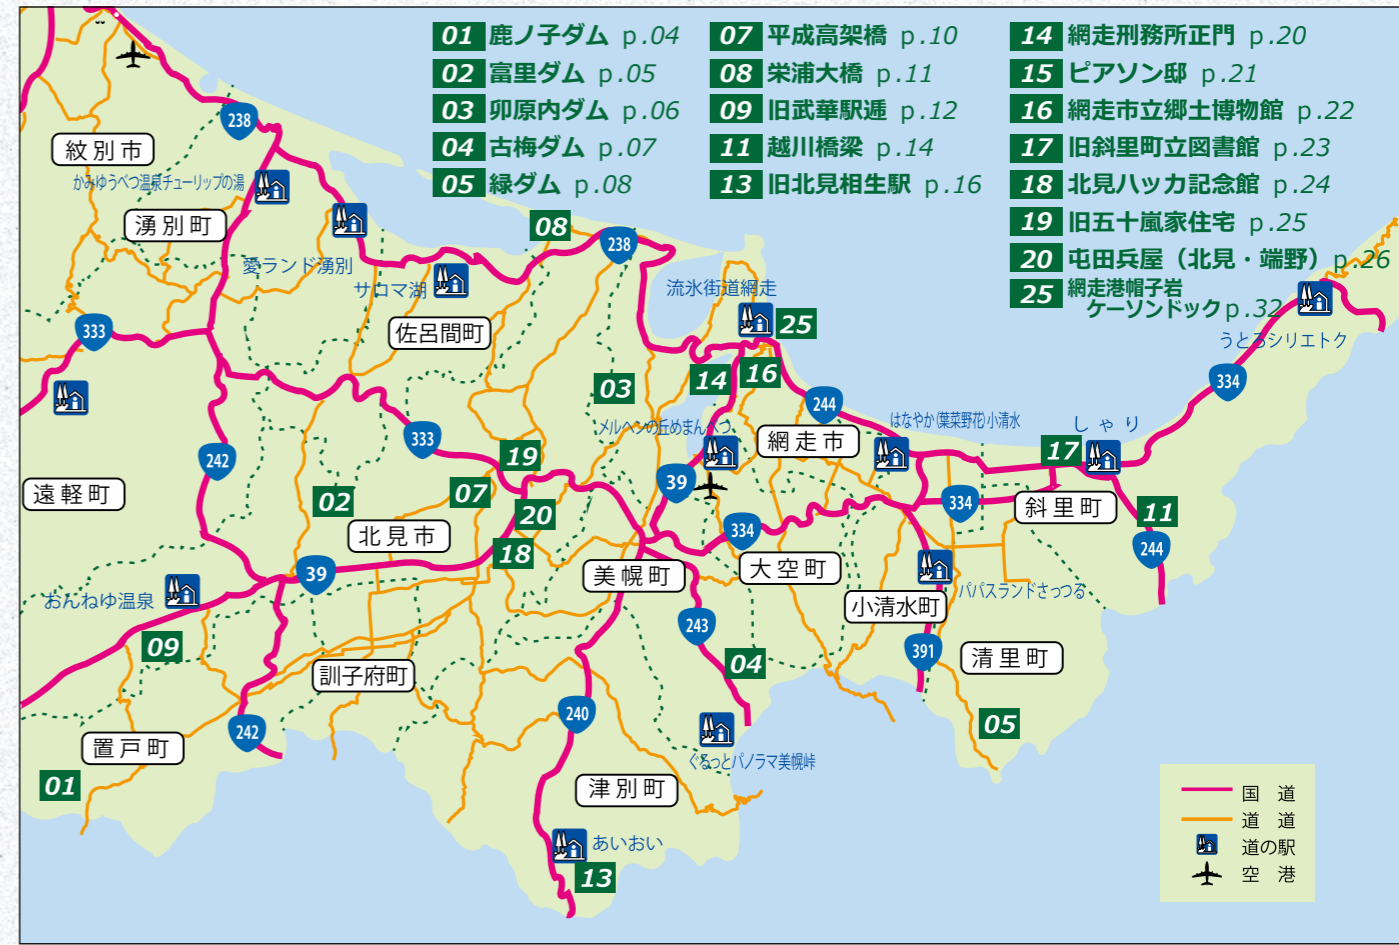 01 鹿ノ子ダム p.04
02 富里ダム p.05
03 卯原内ダム p.06
04 古梅ダム p.07
05 緑ダム p.08
07 平成高架橋 p.10
08 栄浦大橋 p.11
09 旧武華駅逓 p.12
11 越川橋梁 p.14
13 旧北見相生駅 p.16
14 網走刑務所正門 p.20
15 ピアソン邸 p.21
16 網走市立郷土博物館 p.22
17 旧斜里町立図書館 p.23
18 北見ハッカ記念館 p.24
19 旧五十嵐家住宅 p.25
20 屯田兵屋（北見・端野）p.26
25 網走港帽子岩
ケーソンドック p.32
238
紋別市
かみゆうべつ温泉チューリップの湯
湧別町
愛ランド湧別
サロマ湖
08
238
流氷街道網走
25
うとろシリエトク
333
佐呂間町
03
14
16
334
244
メルヘンの丘めまんべつ
網走市
はなやか(葉菜野花)小清水
しゃり
17
333
242
19
遠軽町
02
07
20
39
334
334
斜里町
11
244
北見市
18
39
美幌町
大空町
おんねゆ温泉
小清水町
パパスランドさっつる
09
243
04
391
清里町
訓子府町
242
240
05
置戸町
ぐるっとパノラマ美幌峠
01
津別町
あいおい
13
国道
道道
道の駅
空港